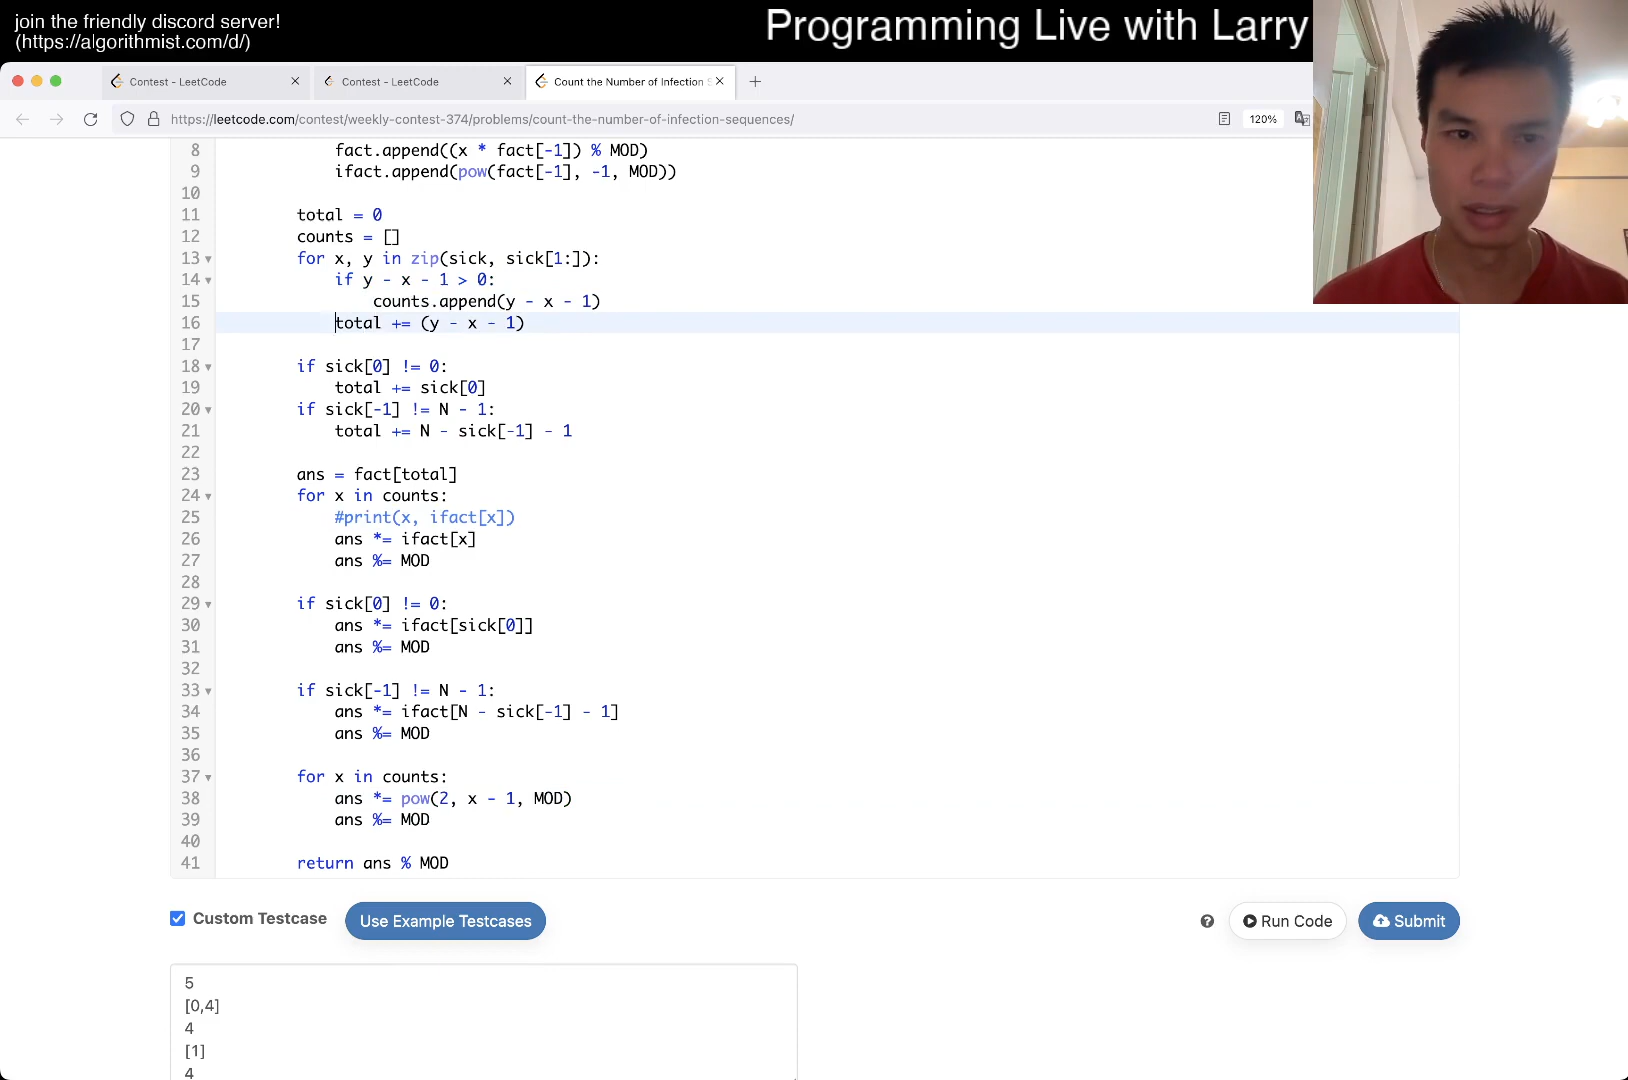 join the friendly discord server!
(https://algorithmist.com/d/)
Programming Live with Larry
Contest - LeetCode
Contest - LeetCode
Count the Number of Infection S
https://leetcode.com/contest/weekly-contest-374/problems/count-the-number-of-infection-sequences/
120%
8 fact.append((x * fact[-1]) % MOD)
9 ifact.append(pow(fact[-1], -1, MOD))
10
11 total = 0
12 counts = []
13 for x, y in zip(sick, sick[1:]):
14 if y - x - 1 > 0:
15 counts.append(y - x - 1)
16 total += (y - x - 1)
17
18 if sick[0] != 0:
19 total += sick[0]
20 if sick[-1] != N - 1:
21 total += N - sick[-1] - 1
22
23 ans = fact[total]
24 for x in counts:
25 #print(x, ifact[x])
26 ans *= ifact[x]
27 ans %= MOD
28
29 if sick[0] != 0:
30 ans *= ifact[sick[0]]
31 ans %= MOD
32
33 if sick[-1] != N - 1:
34 ans *= ifact[N - sick[-1] - 1]
35 ans %= MOD
36
37 for x in counts:
38 ans *= pow(2, x - 1, MOD)
39 ans %= MOD
40
41 return ans % MOD
Custom Testcase
Use Example Testcases
Run Code
Submit
5
[0,4]
4
[1]
4